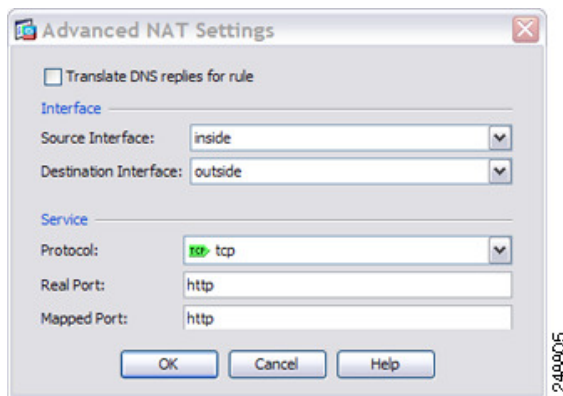 Advanced NAT Settings
Translate DNS replies for rule
Interface
Source Interface: inside
Destination Interface: outside
Service
Protocol: TCP tcp
Real Port: http
Mapped Port: http
OK Cancel Help
248905